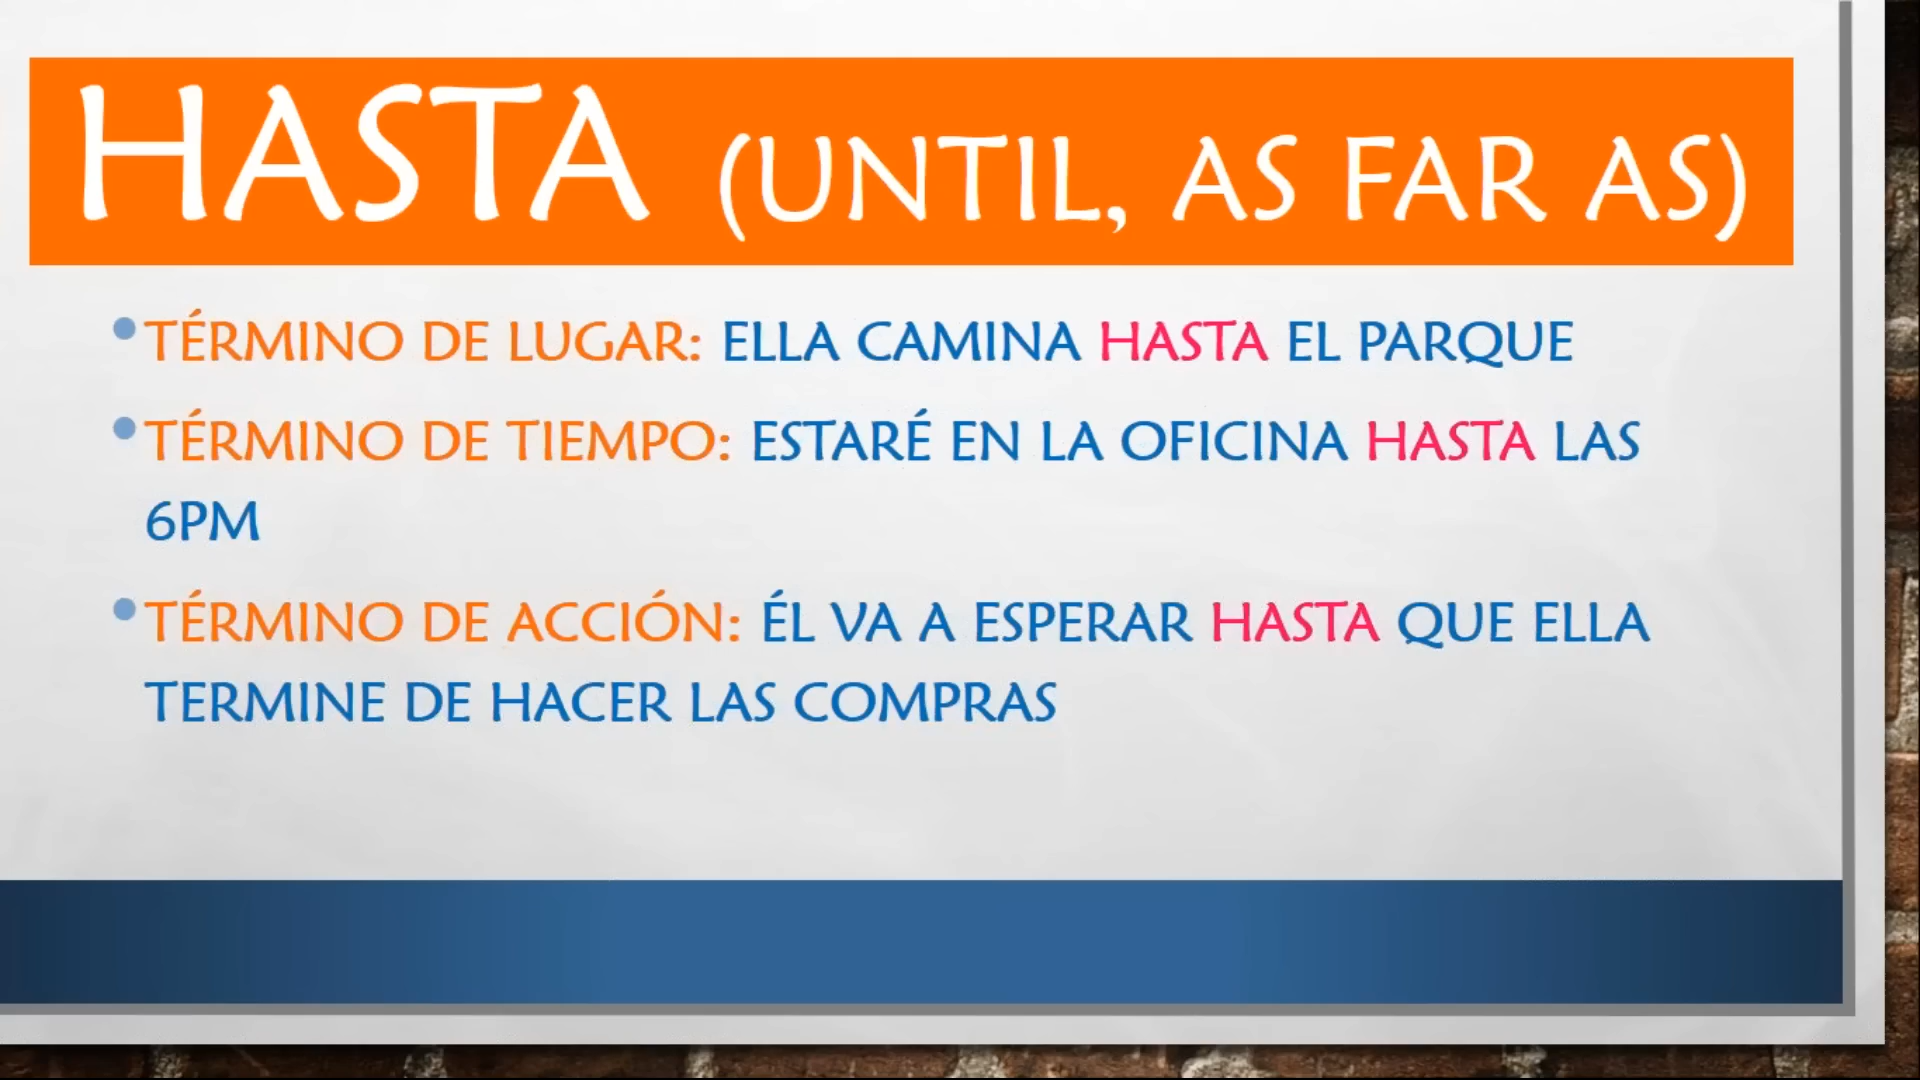 HASTA (UNTIL, AS FAR AS)
TÉRMINO DE LUGAR: ELLA CAMINA HASTA EL PARQUE
TÉRMINO DE TIEMPO: ESTARÉ EN LA OFICINA HASTA LAS
6PM
TÉRMINO DE ACCIÓN: ÉL VA A ESPERAR HASTA QUE ELLA
TERMINE DE HACER LAS COMPRAS